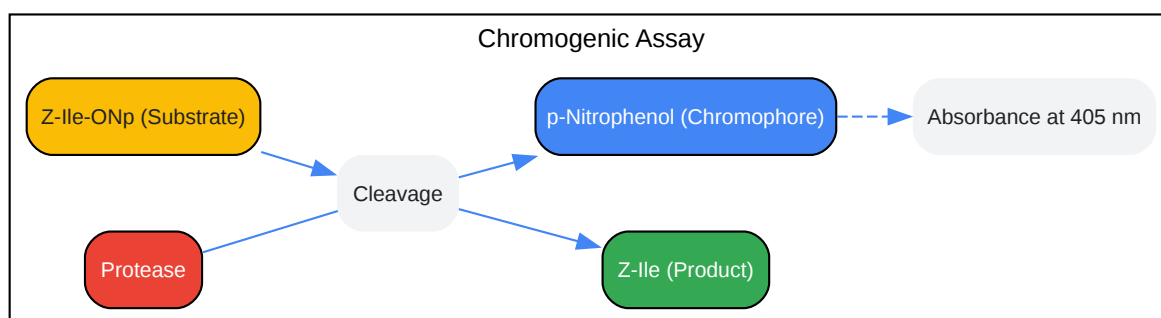 Chromogenic Assay
Z-Ile-ONp (Substrate)
p-Nitrophenol (Chromophore)
Absorbance at 405 nm
Cleavage
Protease
Z-Ile (Product)